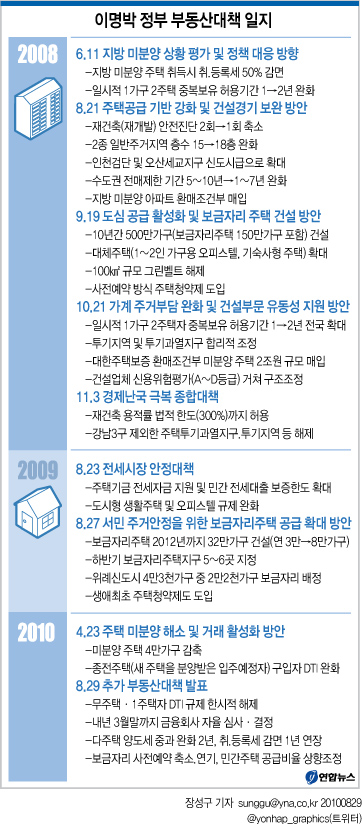 이명박 정부 부동산대책 일지
2008
6.11 지방 미분양 상황 평가 및 정책 대응 방향
-지방 미분양 주택 취득시 취.등록세 50% 감면
-일시적 1가구 2주택 중복보유 허용기간 1→2년 완화
8.21 주택공급 기반 강화 및 건설경기 보완 방안
-재건축(재개발) 안전진단 2회→1회 축소
-2종 일반주거지역 층수 15→18층 완화
-인천검단 및 오산세교지구 신도시급으로 확대
-수도권 전매제한 기간 5~10년→1~7년 완화
-지방 미분양 아파트 환매조건부 매입
9.19 도심 공급 활성화 및 보금자리 주택 건설 방안
-10년간 500만가구(보금자리주택 150만가구 포함) 건설
-대체주택(1~2인 가구용 오피스텔, 기숙사형 주택) 확대
-100㎢ 규모 그린벨트 해제
-사전예약 방식 주택청약제 도입
10.21 가계 주거부담 완화 및 건설부문 유동성 지원 방안
-일시적 1가구 2주택자 중복보유 허용기간 1→2년 전국 확대
-투기지역 및 투기과열지구 합리적 조정
-대한주택보증 환매조건부 미분양 주택 2조원 규모 매입
-건설업체 신용위험평가(A~D등급) 거쳐 구조조정
11.3 경제난국 극복 종합대책
-재건축 용적률 법적 한도(300%)까지 허용
-강남3구 제외한 주택투기과열지구,투기지역 등 해제
2009
8.23 전세시장 안정대책
-주택기금 전세자금 지원 및 민간 전세대출 보증한도 확대
-도시형 생활주택 및 오피스텔 규제 완화
8.27 서민 주거안정을 위한 보금자리주택 공급 확대 방안
-보금자리주택 2012년까지 32만가구 건설(연 3만→8만가구)
-하반기 보금자리주택지구 5~6곳 지정
-위례신도시 4만3천가구 중 2만2천가구 보금자리 배정
-생애최초 주택청약제도 도입
2010
4.23 주택 미분양 해소 및 거래 활성화 방안
-미분양 주택 4만가구 감축
-종전주택(새 주택을 분양받은 입주예정자) 구입자 DTI 완화
8.29 추가 부동산대책 발표
-무주택ㆍ1주택자 DTI 규제 한시적 해제
-내년 3월말까지 금융회사 자율 심사ㆍ결정
-다주택 양도세 중과 완화 2년, 취.등록세 감면 1년 연장
-보금자리 사전예약 축소.연기, 민간주택 공급비율 상향조정
연합뉴스
장성구 기자 sunggu@yna.co.kr 20100829
@yonhap_graphics(트위터)